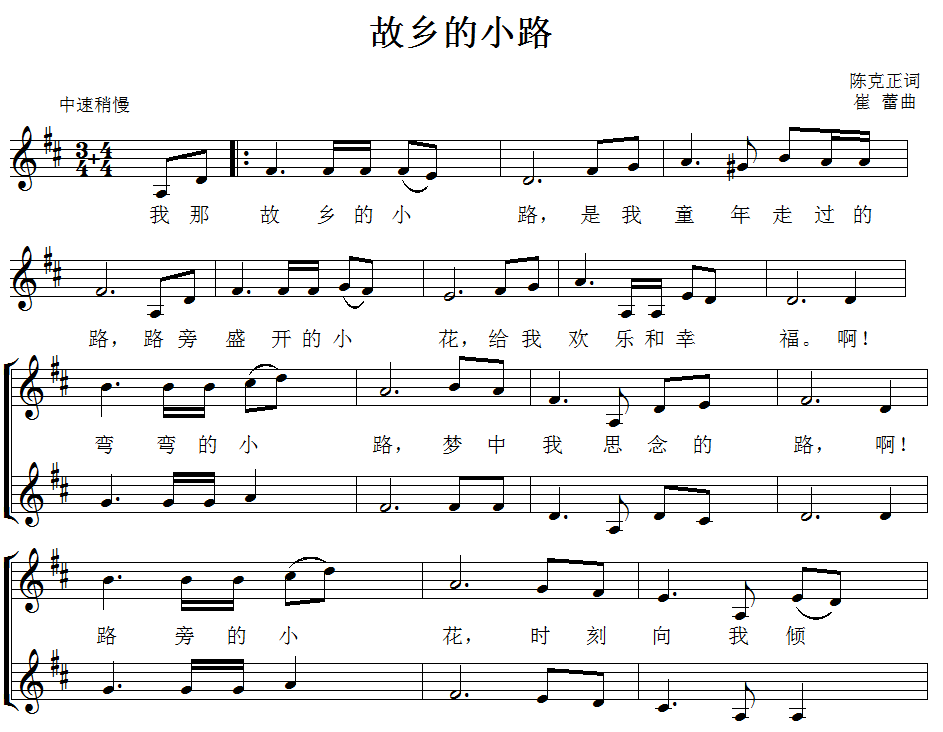 故乡的小路
陈克正词
中速稍慢
崔 蕾曲
3/4+4/4
我 那 故 乡 的 小 路， 是 我 童 年 走 过 的
路， 路 旁 盛 开 的 小 花， 给 我 欢 乐 和 幸 福。 啊！
弯 弯 的 小 路， 梦 中 我 思 念 的 路， 啊！
路 旁 的 小 花， 时 刻 向 我 倾